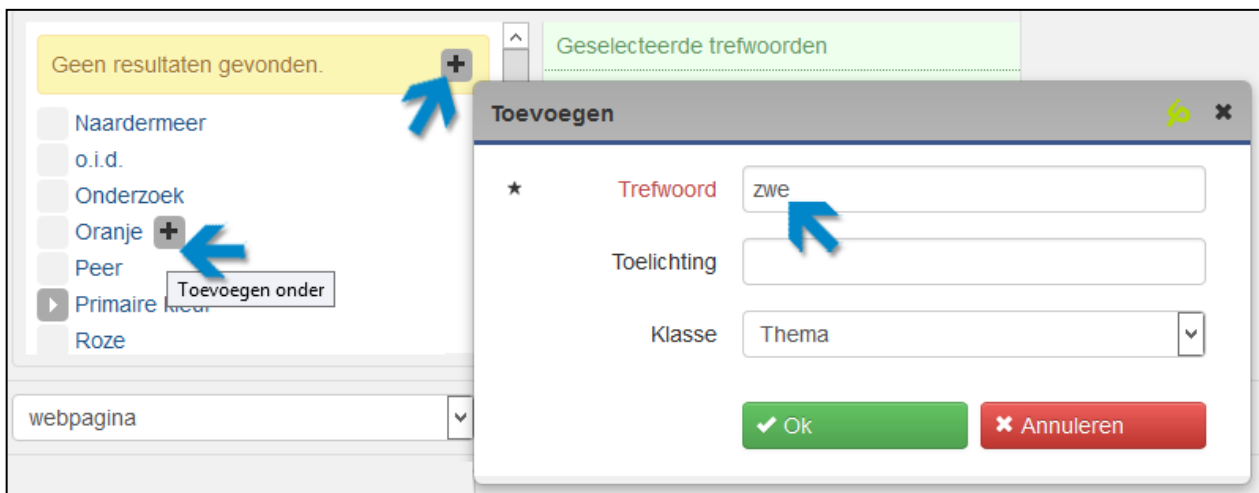 Geen resultaten gevonden.
Naardermeer
o.i.d.
Onderzoek
Oranje
Peer
Toevoegen onder
Primaire kleur
Roze
webpagina
Geselecteerde trefwoorden
Toevoegen
Trefwoord
zwe
Toelichting
Klasse
Thema
Ok
Annuleren